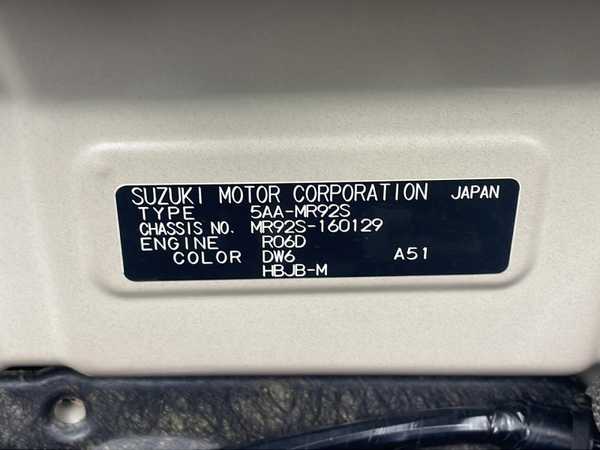 SUZUKI MOTOR CORPORATION JAPAN
TYPE 5AA-MR92S
CHASSIS NO. MR92S-160129
ENGINE R06D
COLOR DW6 A51
HBJB-M